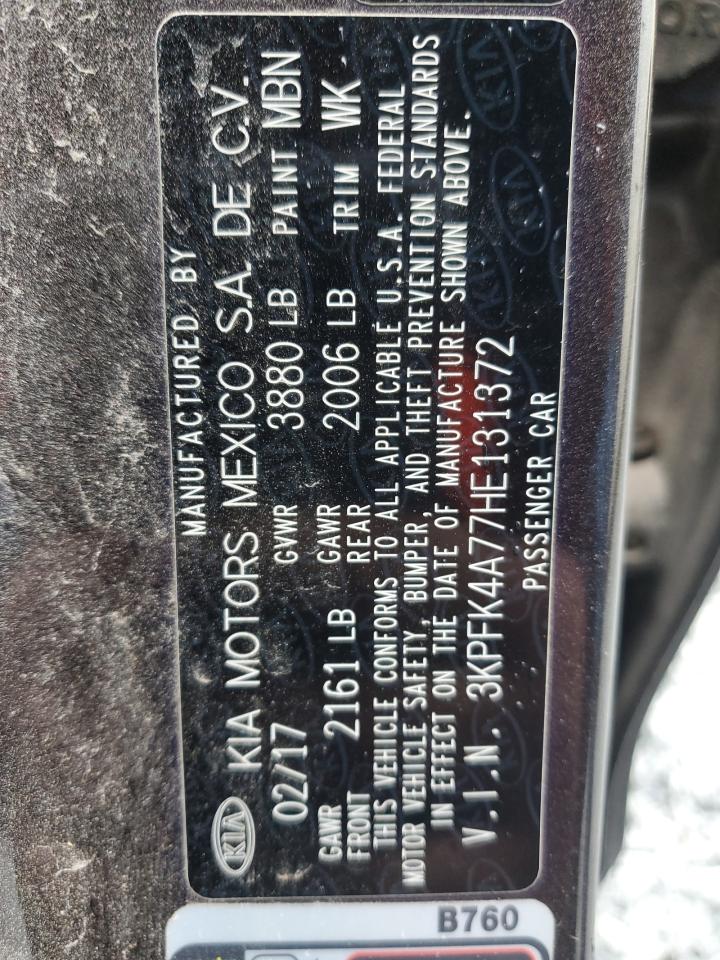 MANUFACTURED BY
KIA KIA MOTORS MEXICO S.A. DE C.V.
02/17 GVWR 3880 LB PAINT MBN
GAWR FRONT 2161 LB GAWR REAR 2006 LB TRIM WK
THIS VEHICLE CONFORMS TO ALL APPLICABLE U.S.A. FEDERAL
MOTOR VEHICLE SAFETY, BUMPER, AND THEFT PREVENTION STANDARDS
IN EFFECT ON THE DATE OF MANUFACTURE SHOWN ABOVE.
V.I.N. 3KPFK4A77HE131372
PASSENGER CAR
B760